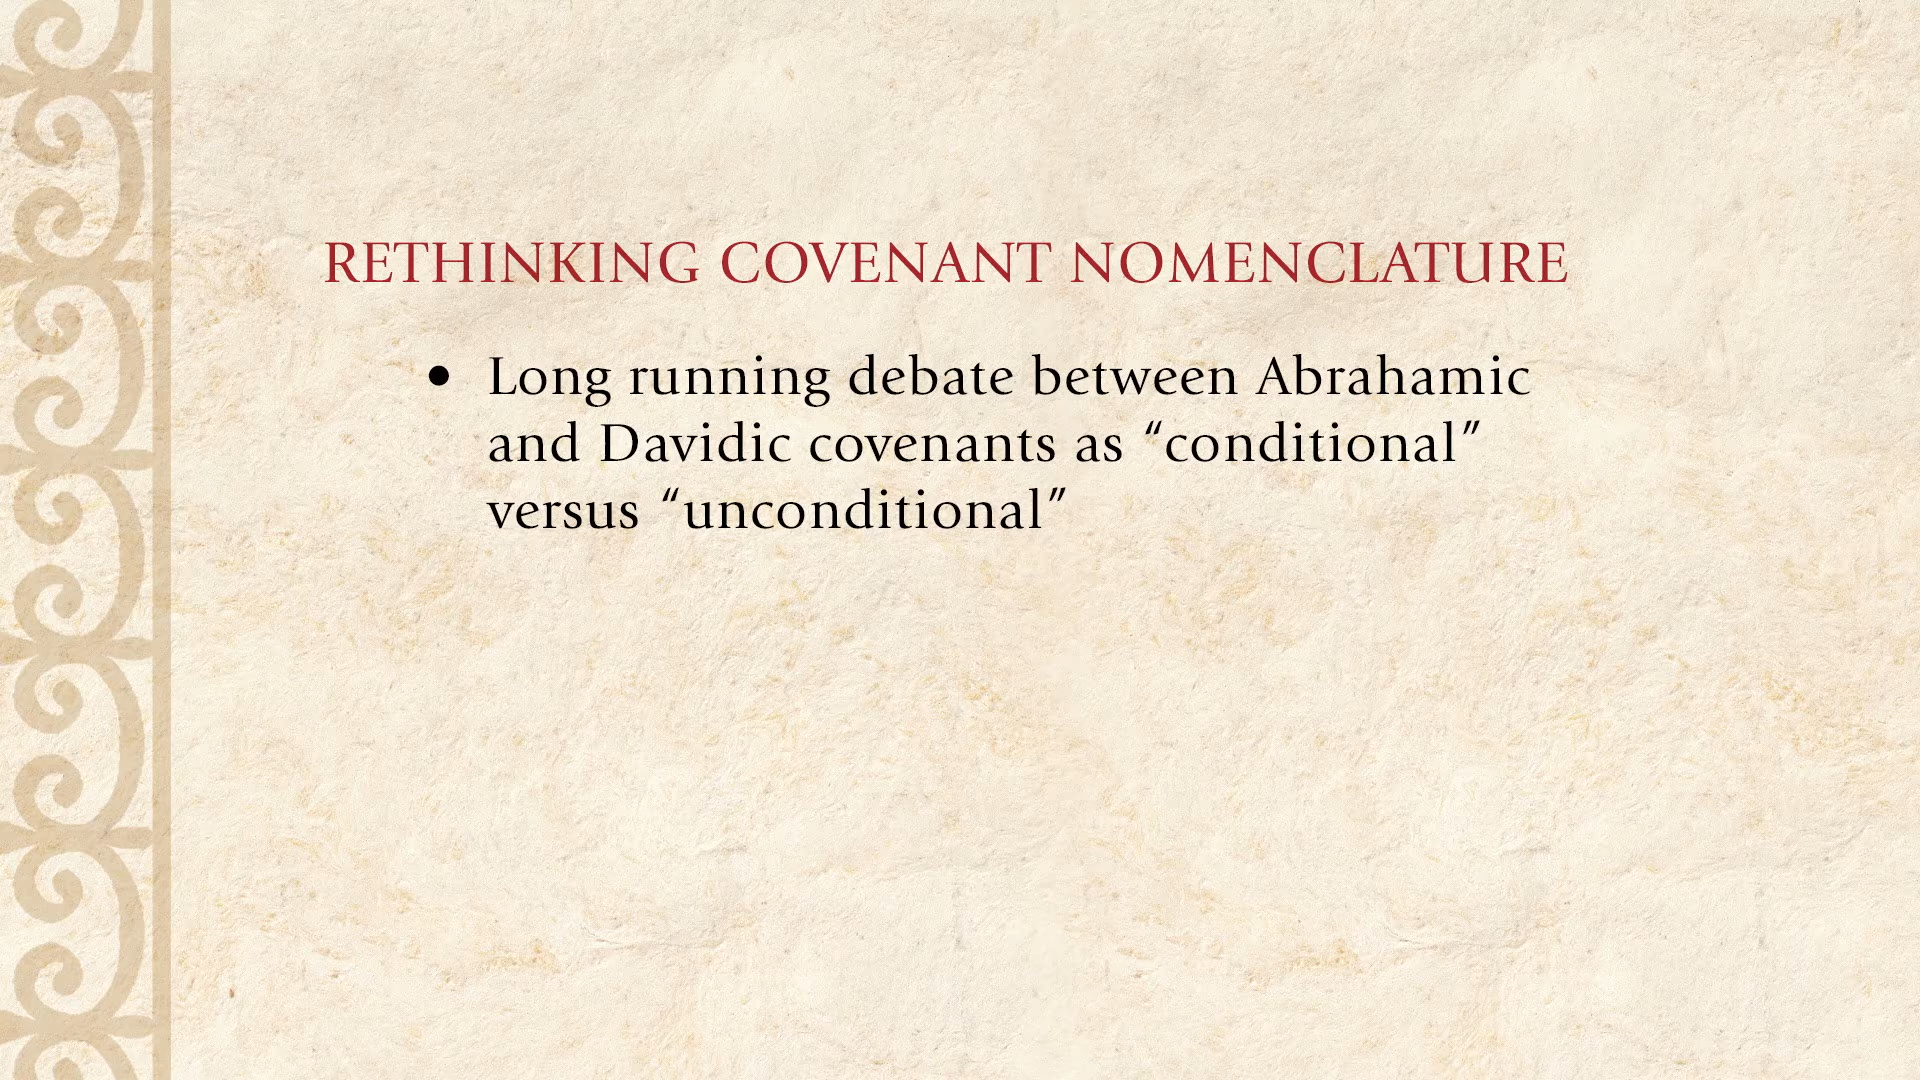 RETHINKING COVENANT NOMENCLATURE
• Long running debate between Abrahamic
and Davidic covenants as “conditional”
versus “unconditional”